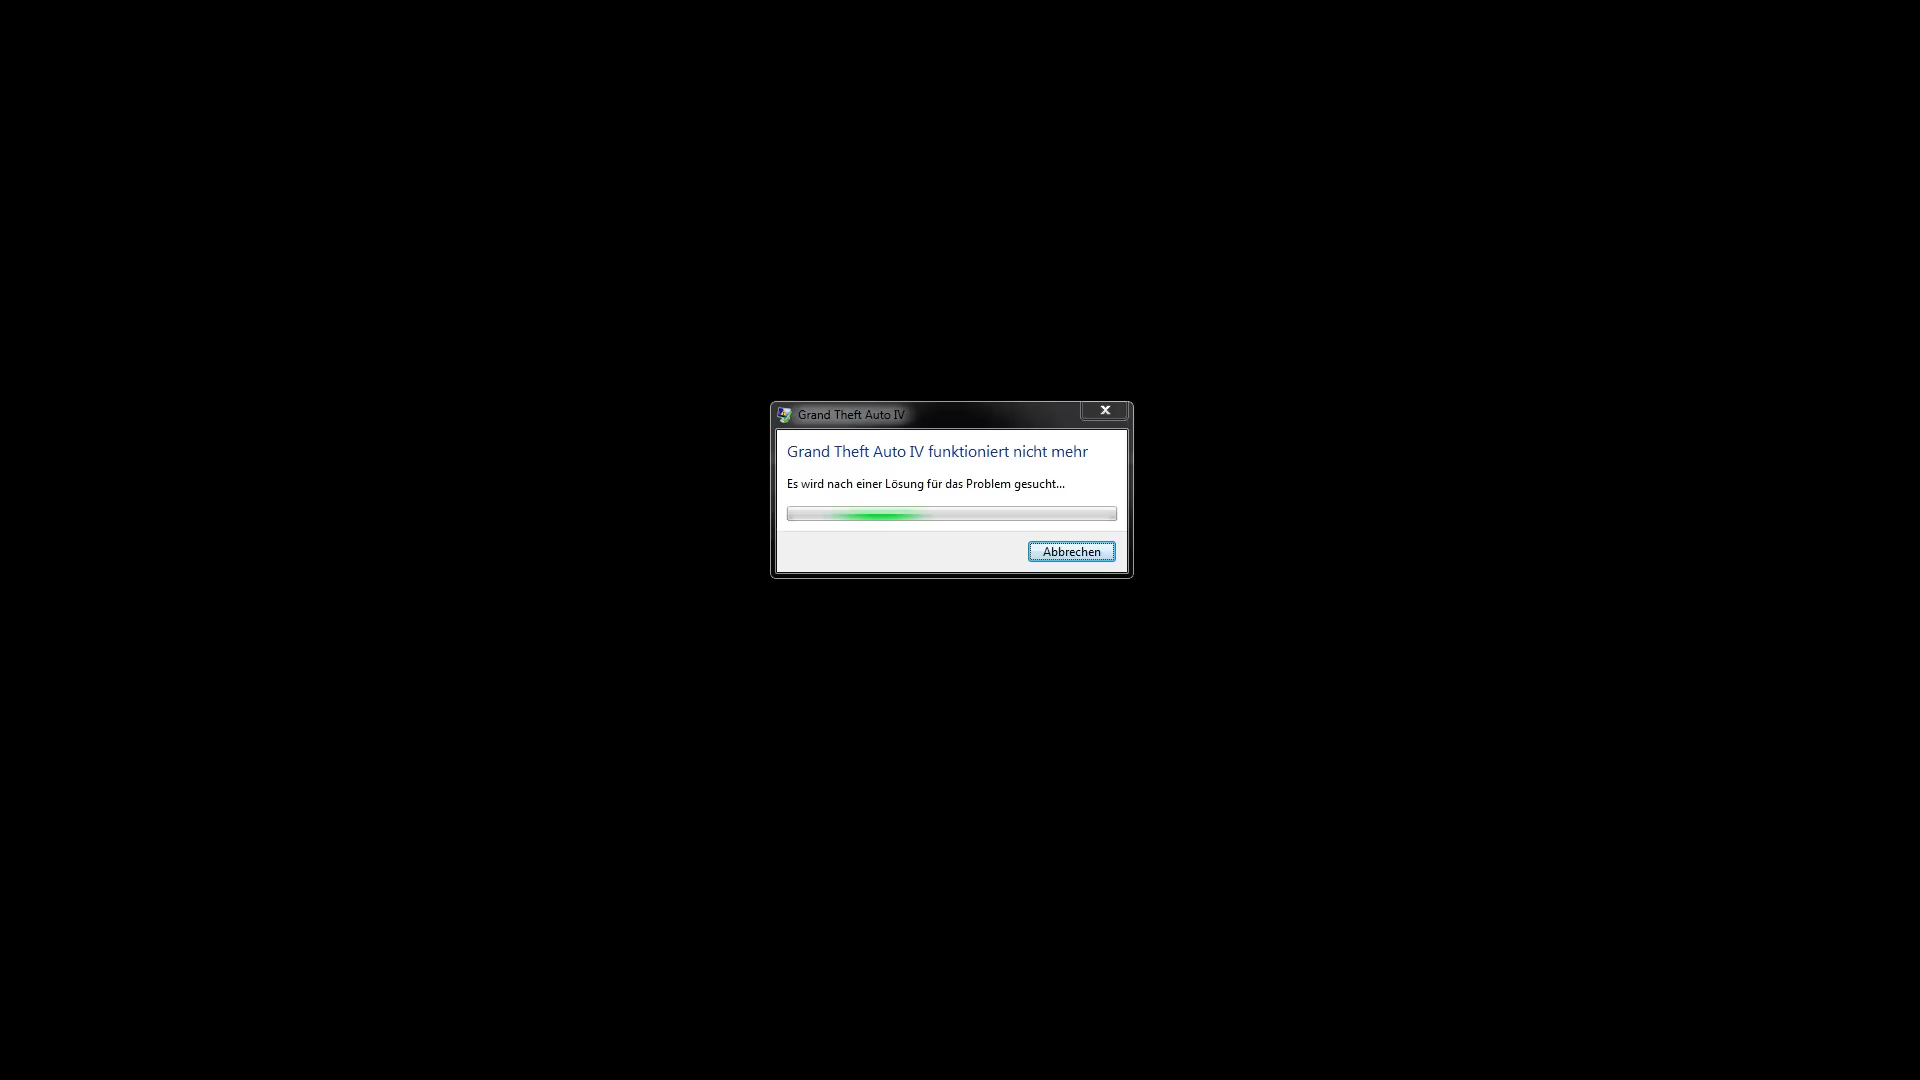 Grand Theft Auto IV
Grand Theft Auto IV funktioniert nicht mehr
Es wird nach einer Lösung für das Problem gesucht...
Abbrechen